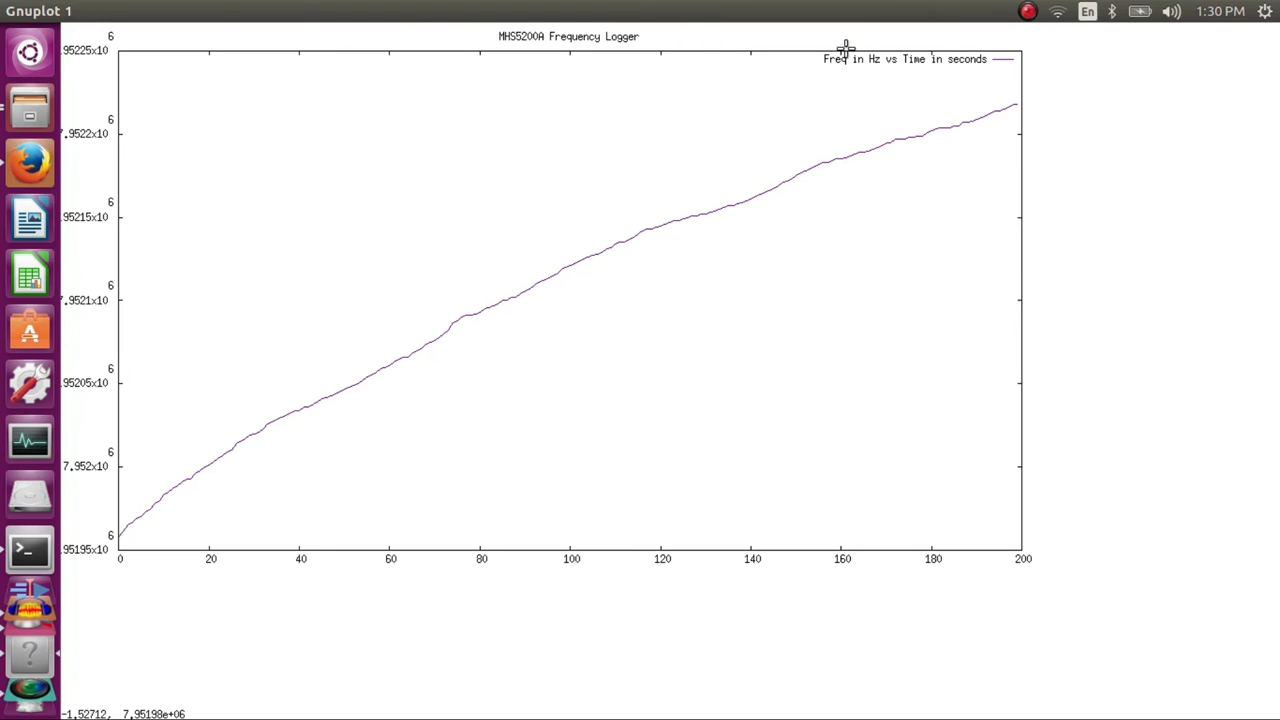 Gnuplot 1
En
1:30 PM
MHS5200A Frequency Logger
Freq in Hz vs Time in seconds
6
.95225x10
6
7.9522x10
6
.95215x10
6
7.9521x10
6
.95205x10
6
7.952x10
6
.95195x10
0 20 40 60 80 100 120 140 160 180 200
-1.52712, 7.95198e+06